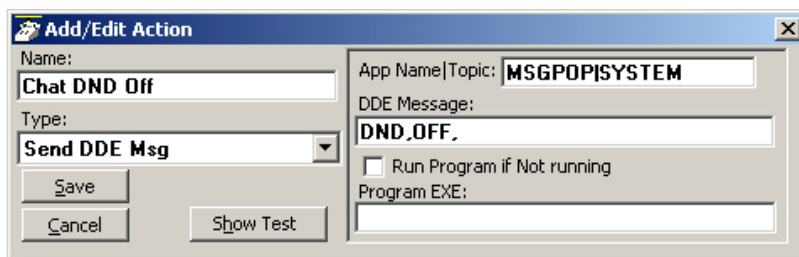 Add/Edit Action
Name:
Chat DND Off
Type:
Send DDE Msg
Save
Cancel
Show Test
App Name|Topic: MSGPOP|SYSTEM
DDE Message:
DND,OFF,
Run Program if Not running
Program EXE: